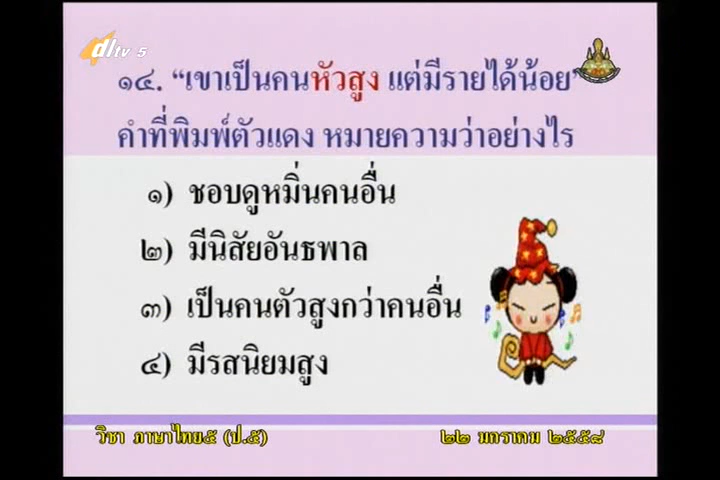 dltv 5
๑๔. “เขาเป็นคนหัวสูง แต่มีรายได้น้อย”
คำที่พิมพ์ตัวแดง หมายความว่าอย่างไร
๑) ชอบดูหมิ่นคนอื่น
๒) มีนิสัยอันธพาล
๓) เป็นคนตัวสูงกว่าคนอื่น
๔) มีรสนิยมสูง
วิชา ภาษาไทย๕ (ป.๕) ๒๒ มกราคม ๒๕๕๘